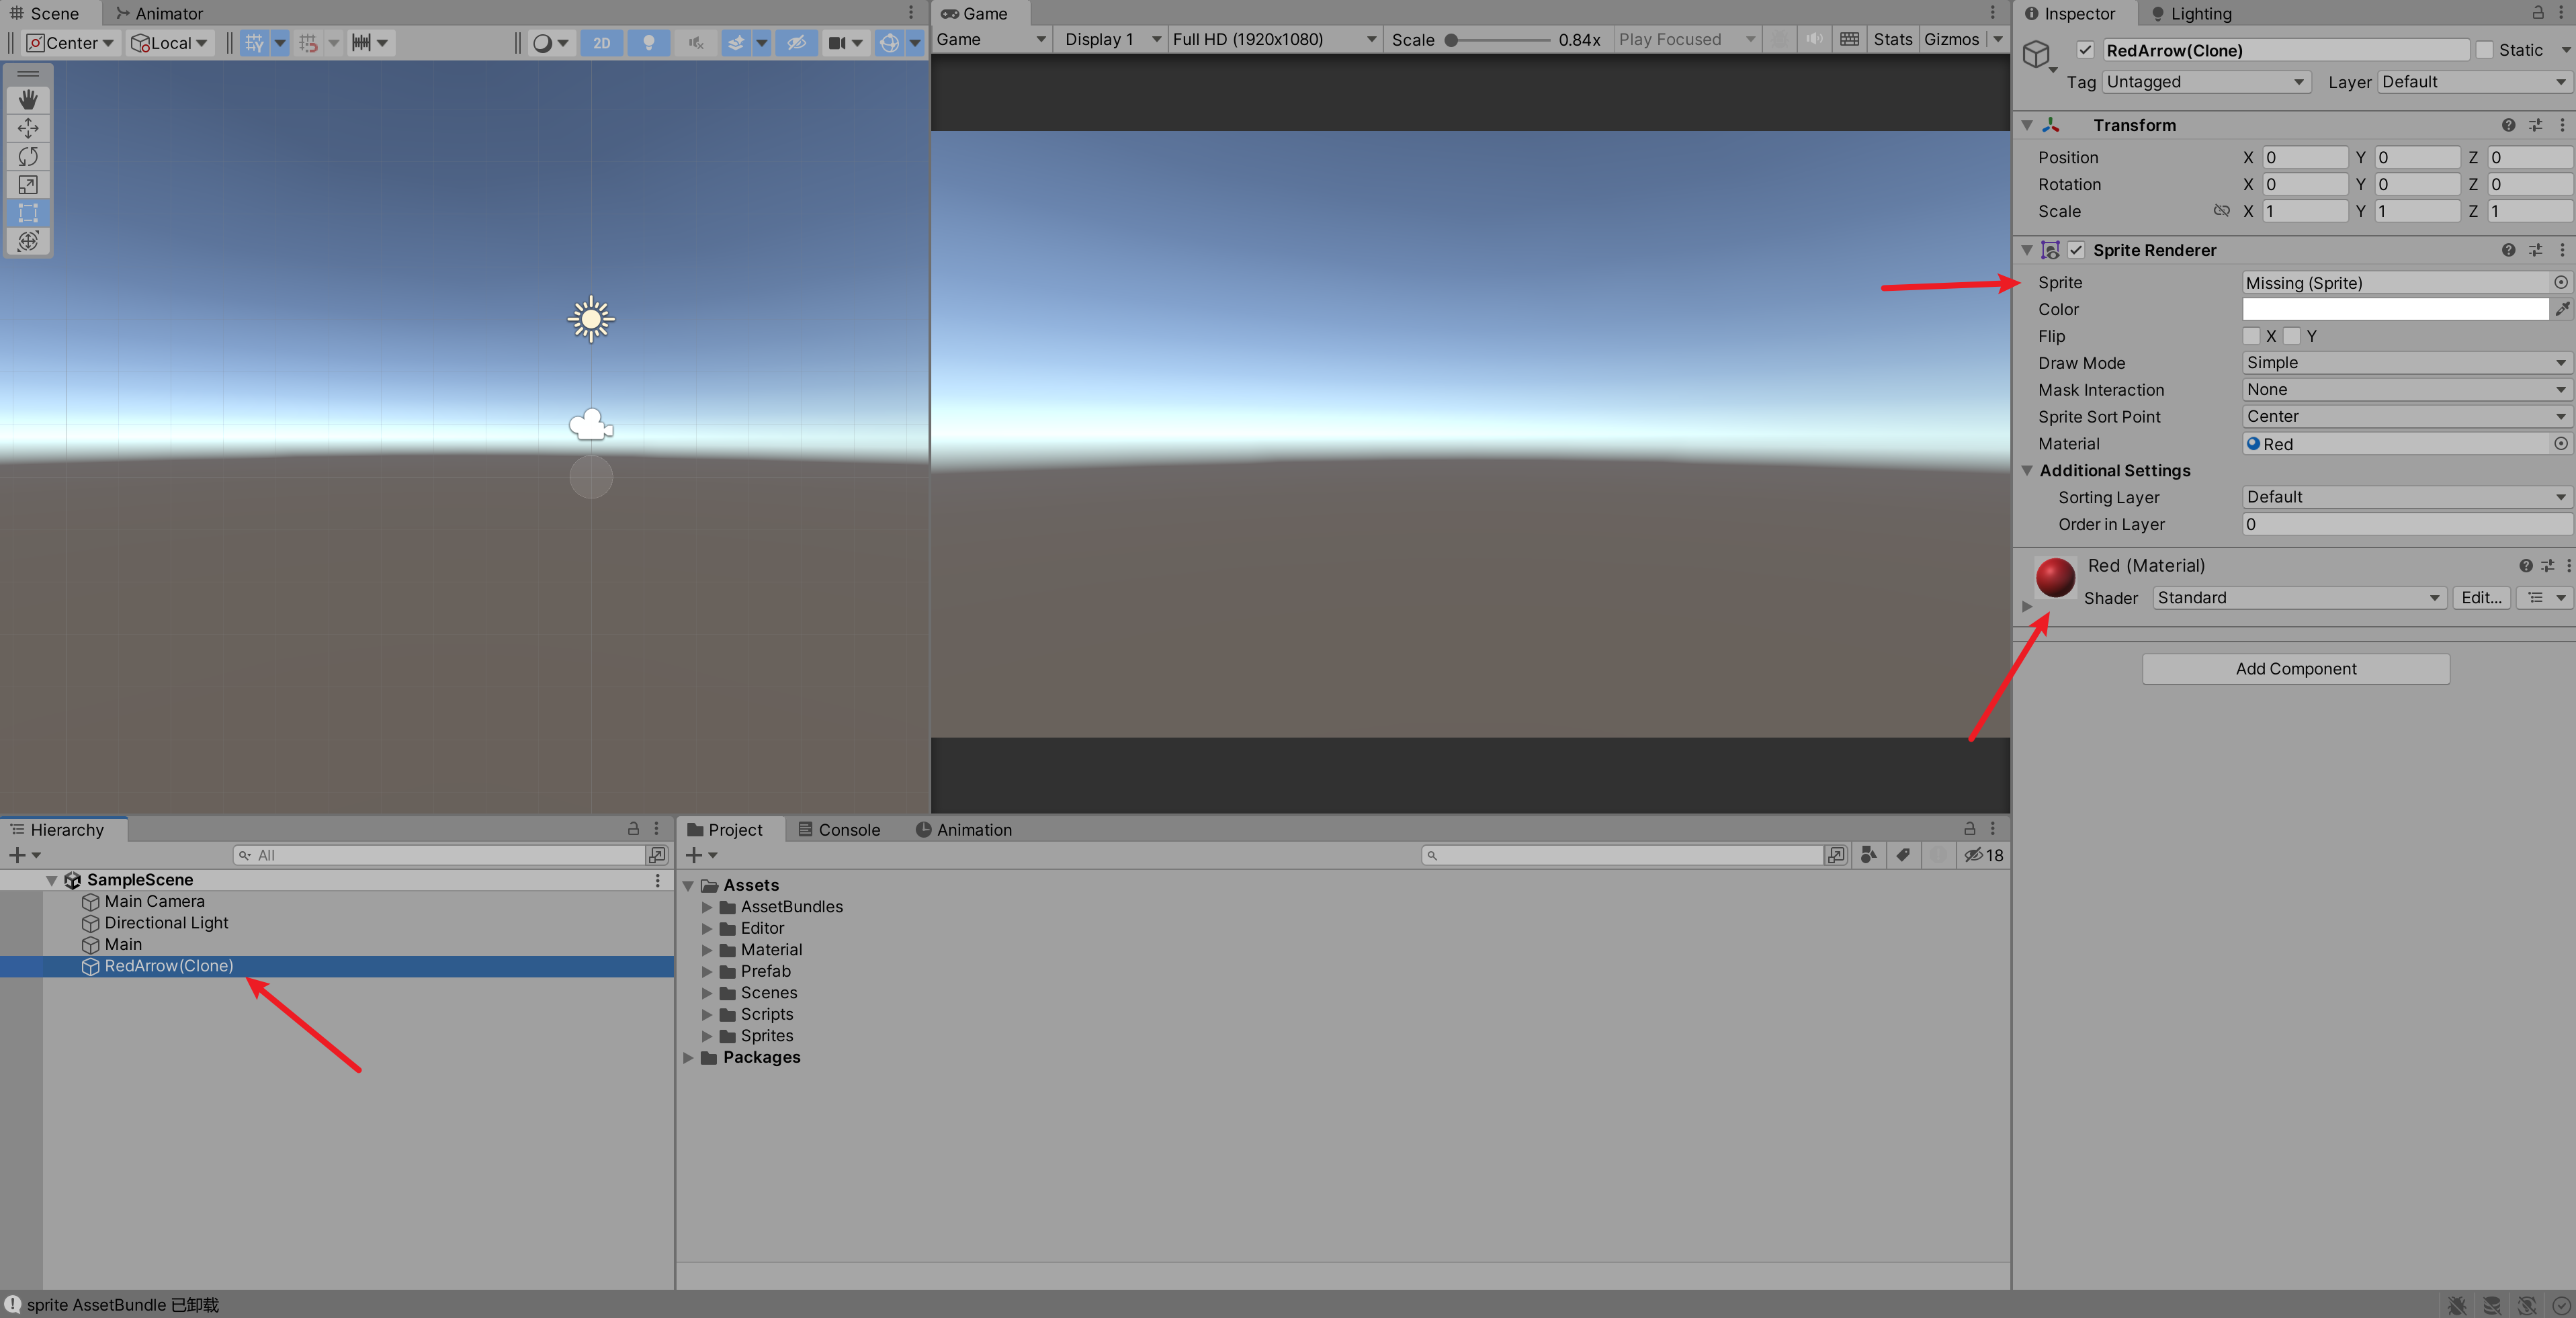 Scene
Animator
Center
Local
2D
Game
Game
Display 1
Full HD (1920x1080)
Scale
0.84x
Play Focused
Stats
Gizmos
Inspector
Lighting
RedArrow(Clone)
Static
Tag
Untagged
Layer
Default
Transform
Position
X 0
Y 0
Z 0
Rotation
X 0
Y 0
Z 0
Scale
X 1
Y 1
Z 1
Sprite Renderer
Sprite
Missing (Sprite)
Color
Flip
X
Y
Draw Mode
Simple
Mask Interaction
None
Sprite Sort Point
Center
Material
Red
Additional Settings
Sorting Layer
Default
Order in Layer
0
Red (Material)
Shader
Standard
Edit...
Add Component
Hierarchy
All
SampleScene
Main Camera
Directional Light
Main
RedArrow(Clone)
Project
Console
Animation
18
Assets
AssetBundles
Editor
Material
Prefab
Scenes
Scripts
Sprites
Packages
sprite AssetBundle 已卸载